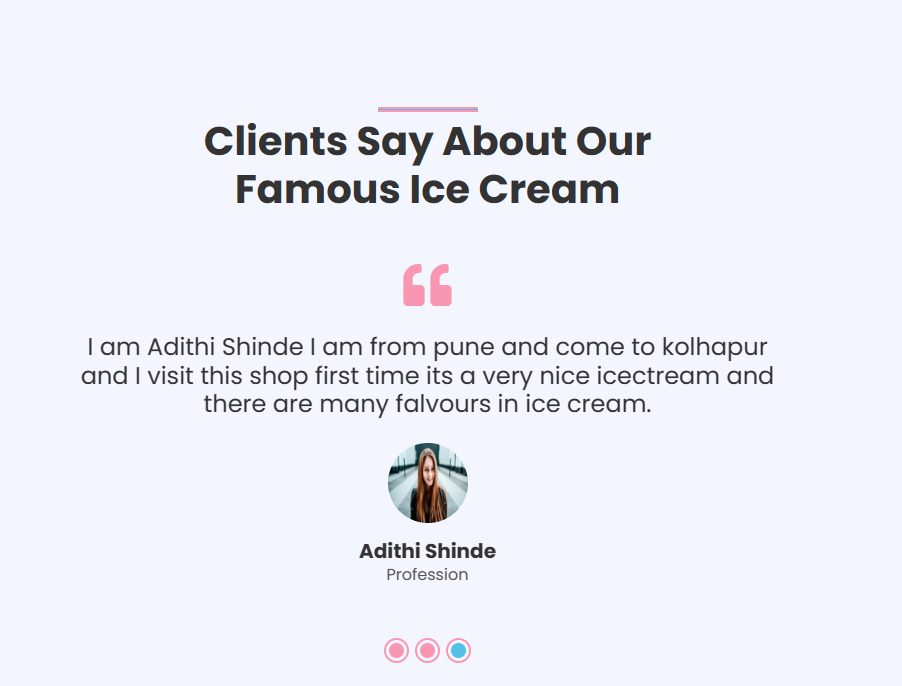 Clients Say About Our
Famous Ice Cream
I am Adithi Shinde I am from pune and come to kolhapur
and I visit this shop first time its a very nice icectream and
there are many falvours in ice cream.
Adithi Shinde
Profession